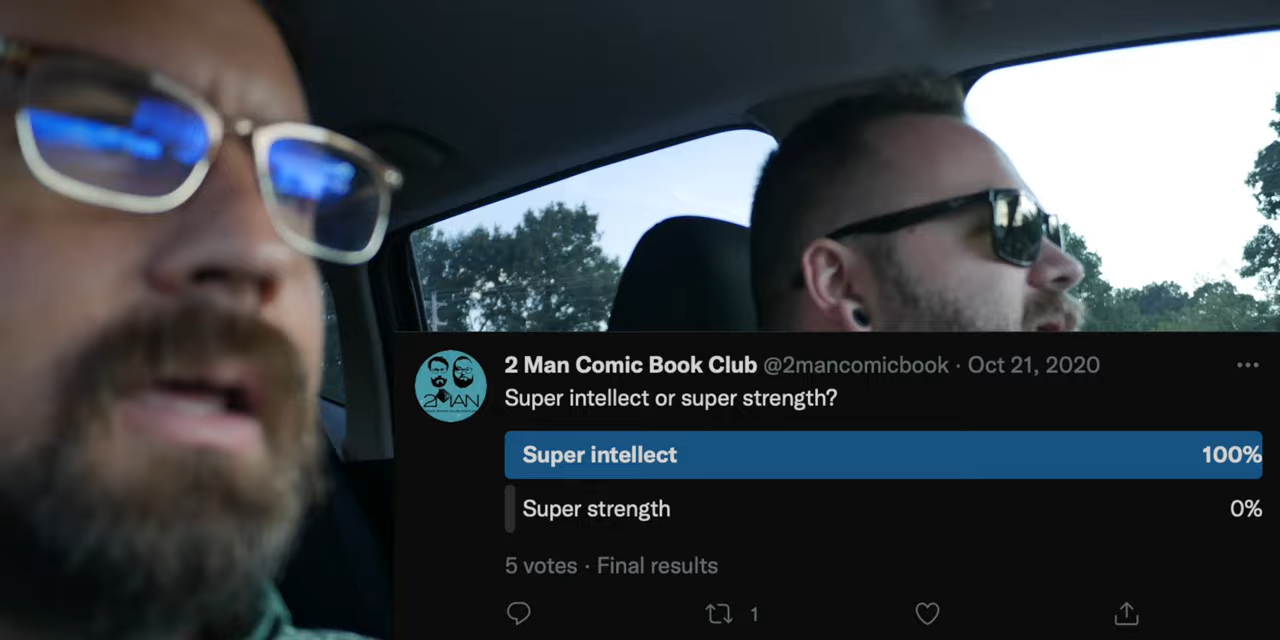 2 Man Comic Book Club @2mancomicbook · Oct 21, 2020
2MAN
Super intellect or super strength?
Super intellect 100%
Super strength 0%
5 votes · Final results
1